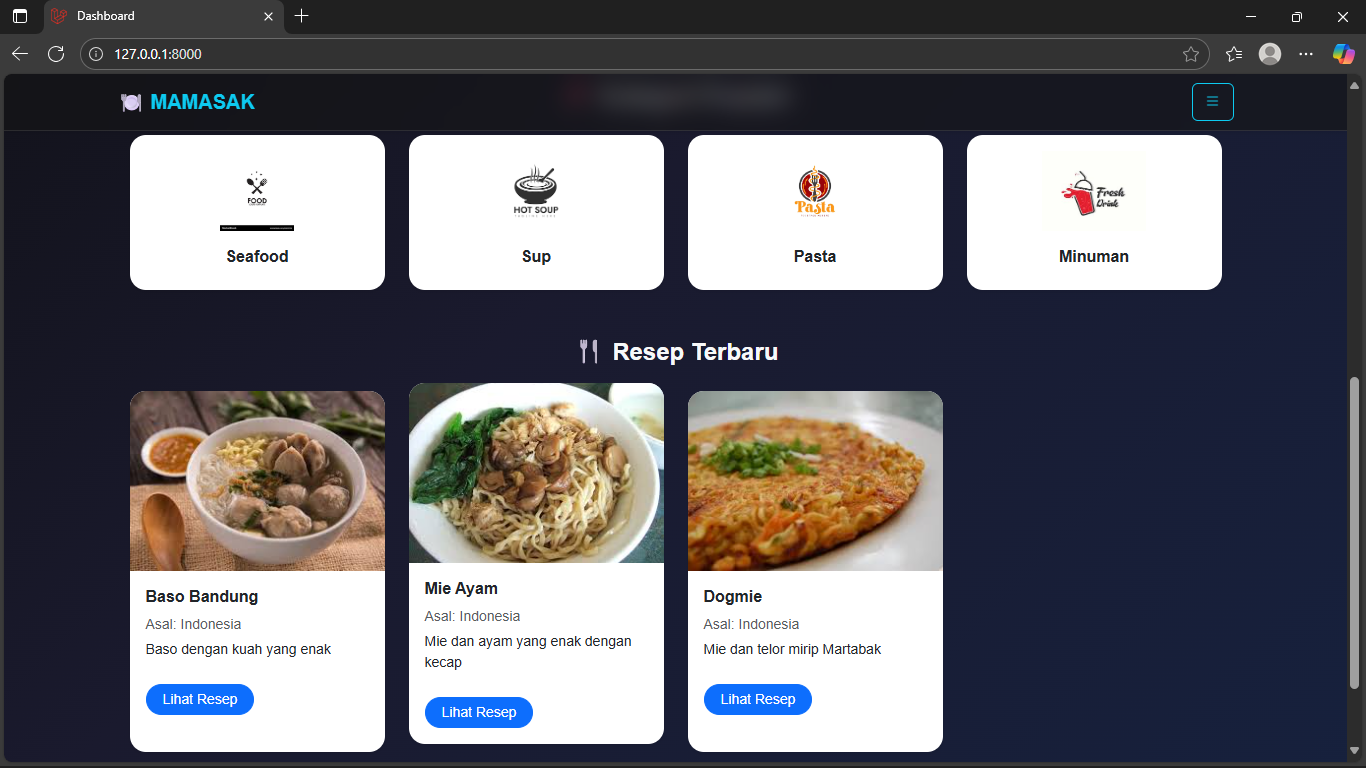 Dashboard
127.0.0.1:8000
MAMASAK
FOOD
HOT SOUP
Pasta
Fresh
Drink
Seafood
Sup
Pasta
Minuman
Resep Terbaru
Baso Bandung
Asal: Indonesia
Baso dengan kuah yang enak
Lihat Resep
Mie Ayam
Asal: Indonesia
Mie dan ayam yang enak dengan
kecap
Lihat Resep
Dogmie
Asal: Indonesia
Mie dan telor mirip Martabak
Lihat Resep